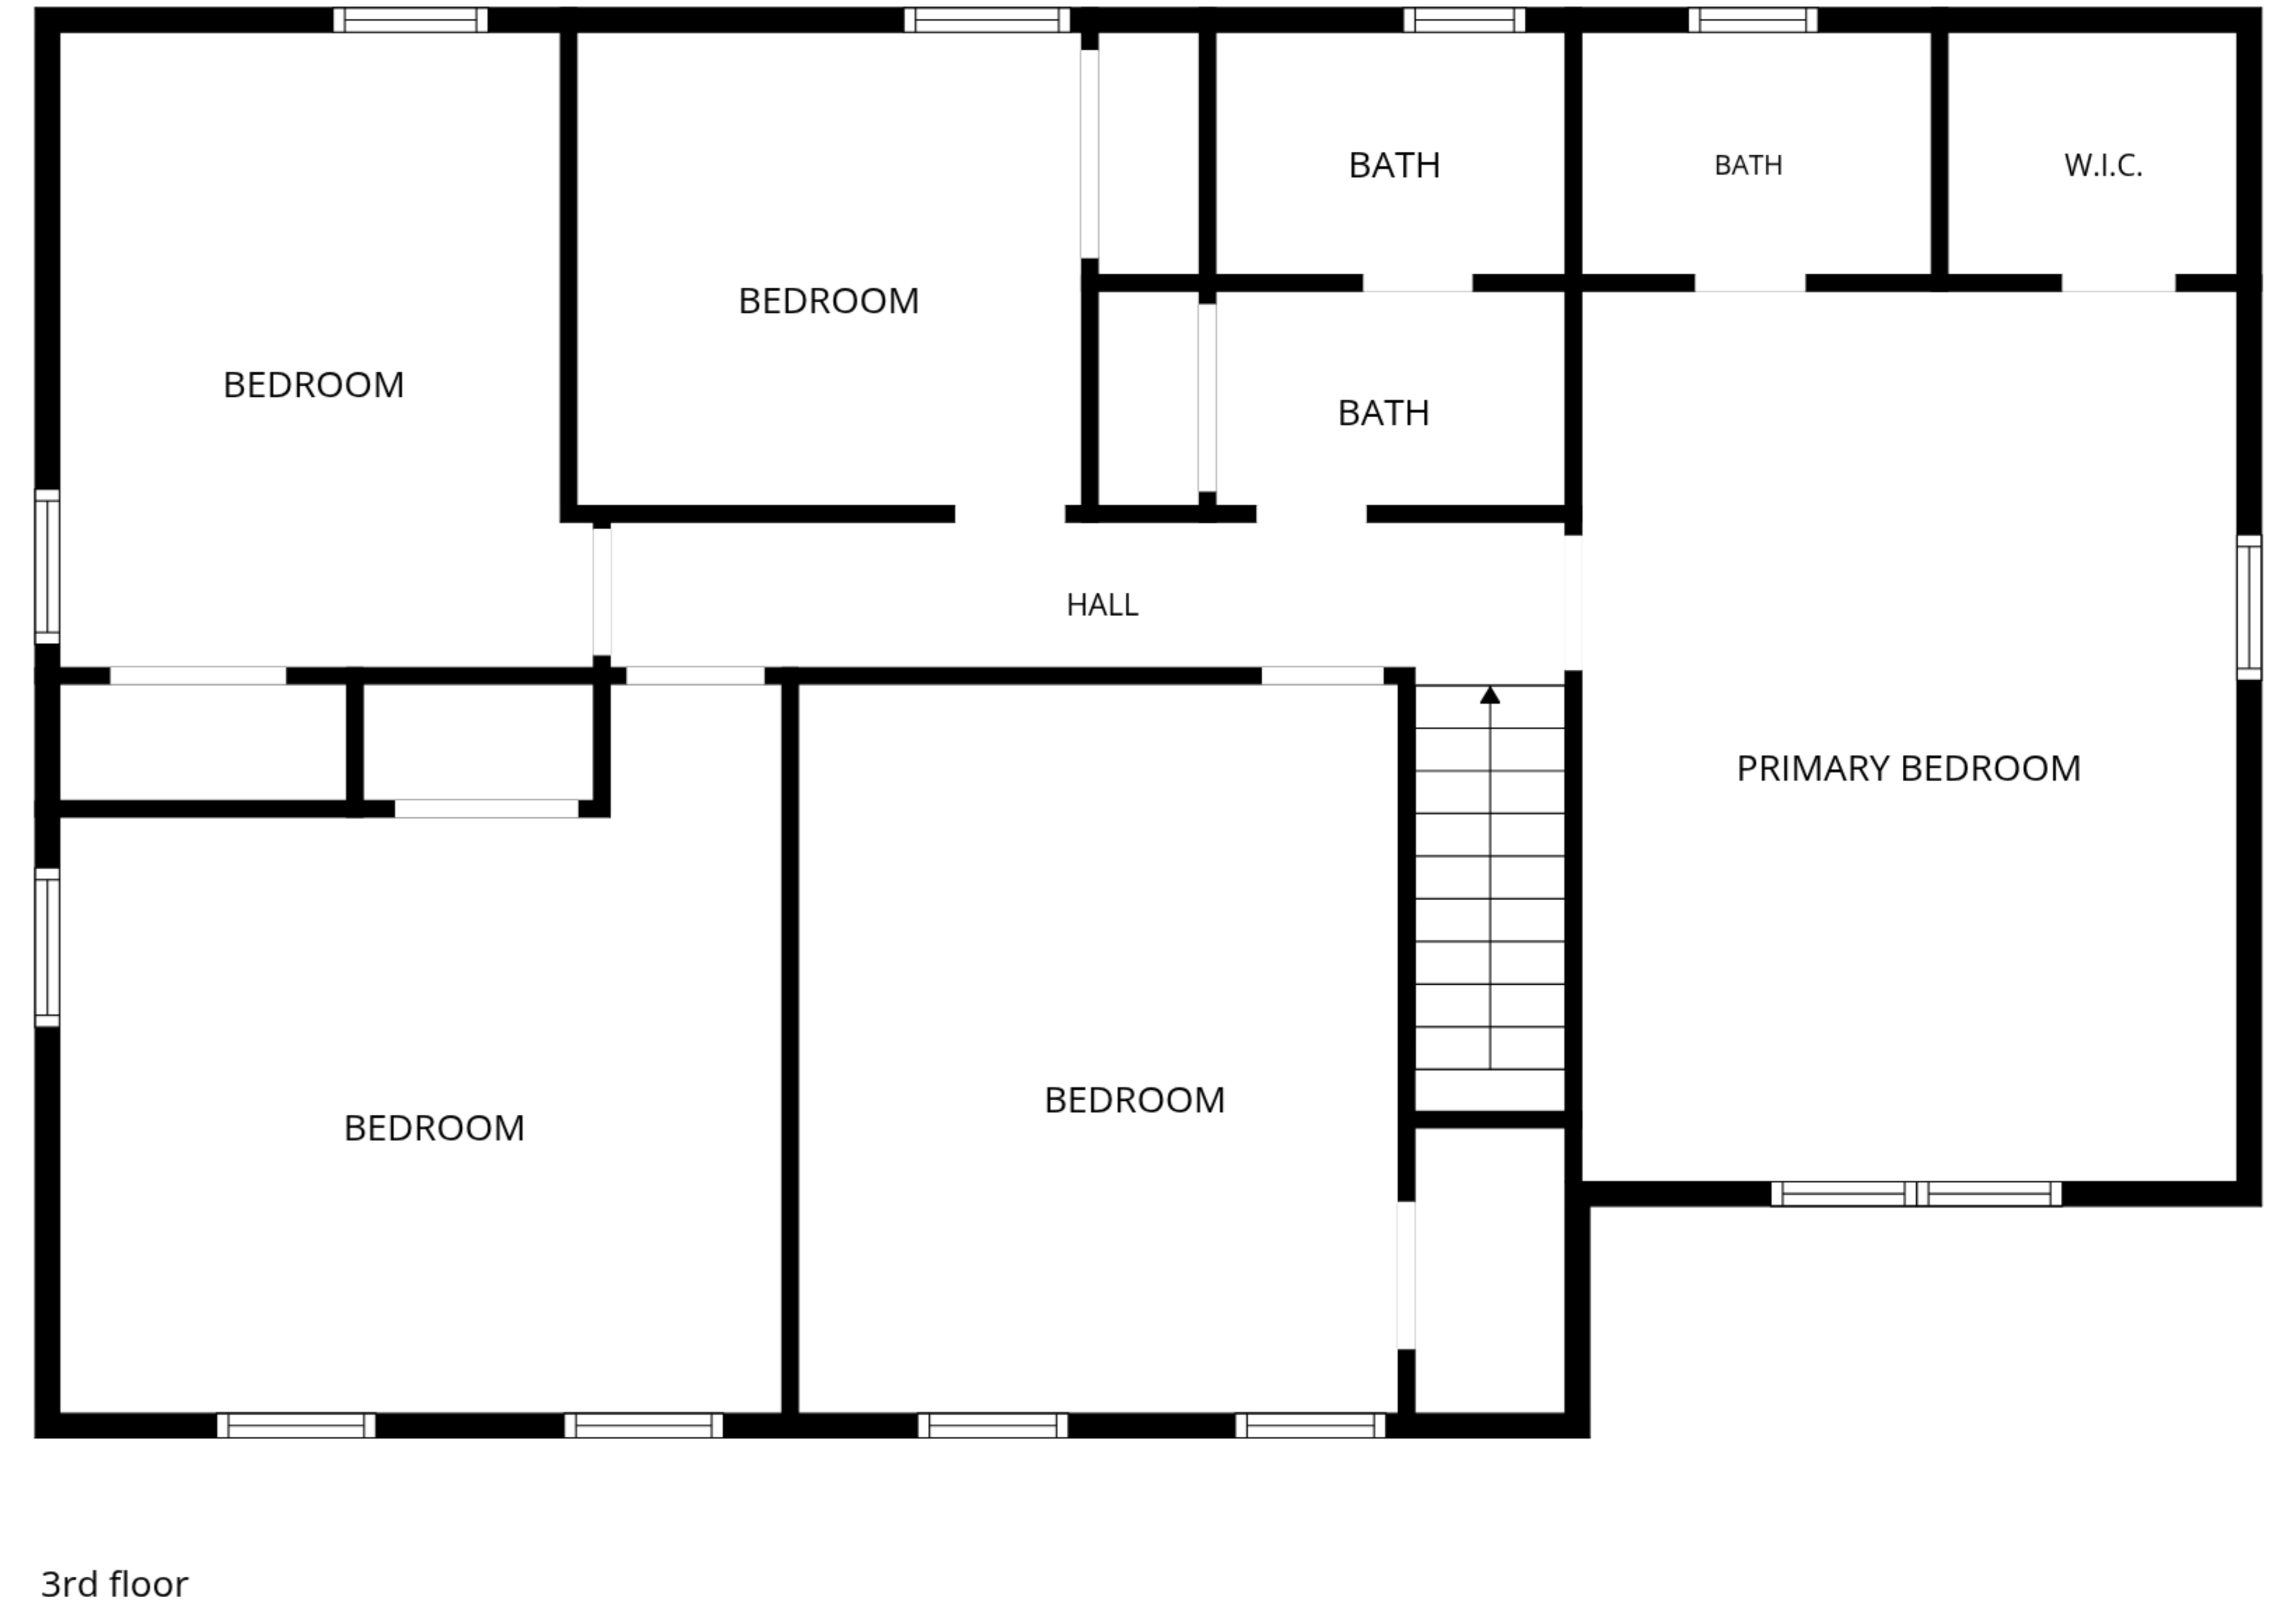 BATH
BATH
W.I.C.
BEDROOM
BEDROOM
BATH
HALL
PRIMARY BEDROOM
BEDROOM
BEDROOM
3rd floor